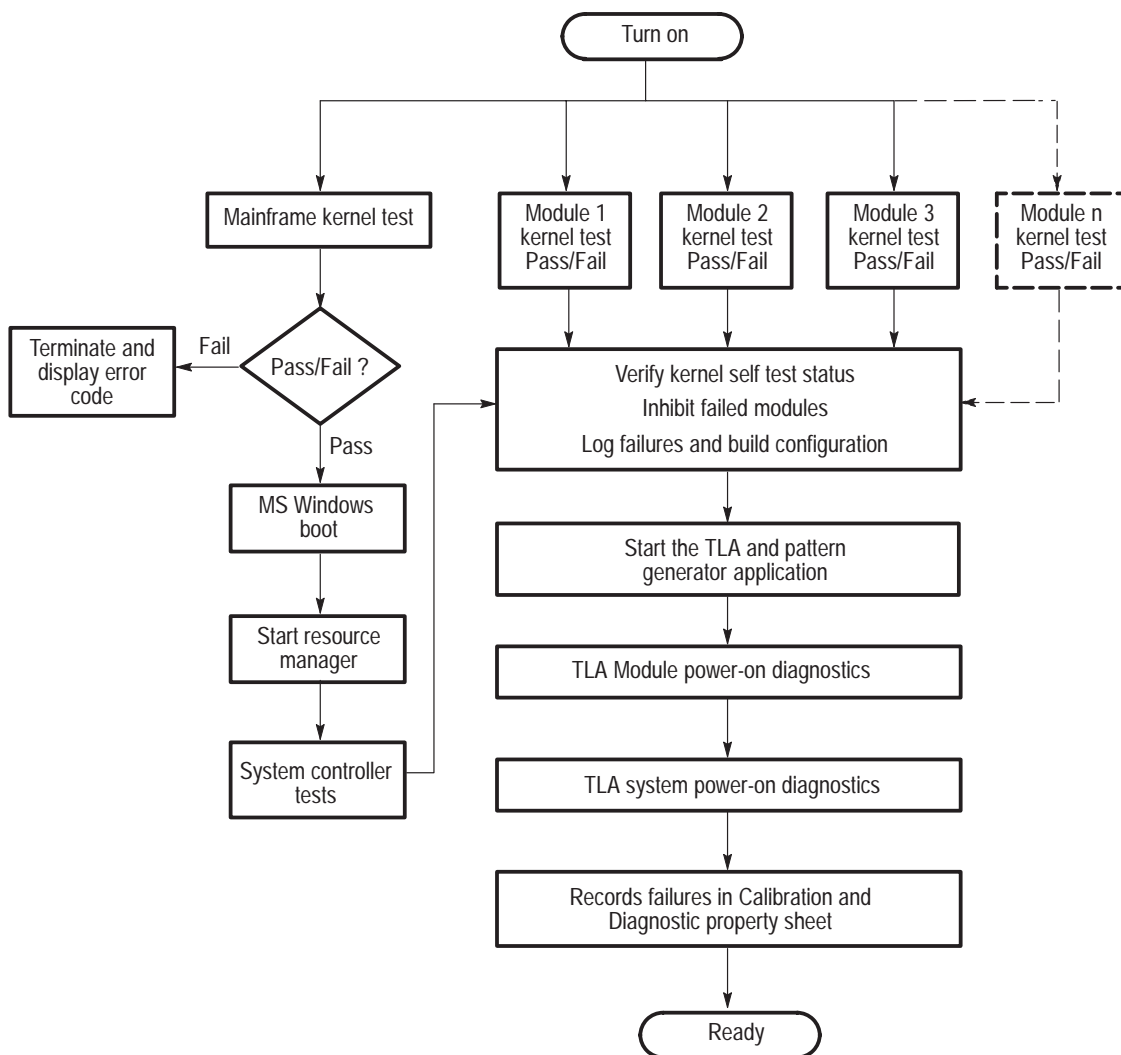 Turn on
Mainframe kernel test
Module 1
kernel test
Pass/Fail
Module 2
kernel test
Pass/Fail
Module 3
kernel test
Pass/Fail
Module n
kernel test
Pass/Fail
Terminate and
display error
code
Fail
Pass/Fail ?
Pass
MS Windows
boot
Start resource
manager
System controller
tests
Verify kernel self test status
Inhibit failed modules
Log failures and build configuration
Start the TLA and pattern
generator application
TLA Module power-on diagnostics
TLA system power-on diagnostics
Records failures in Calibration and
Diagnostic property sheet
Ready